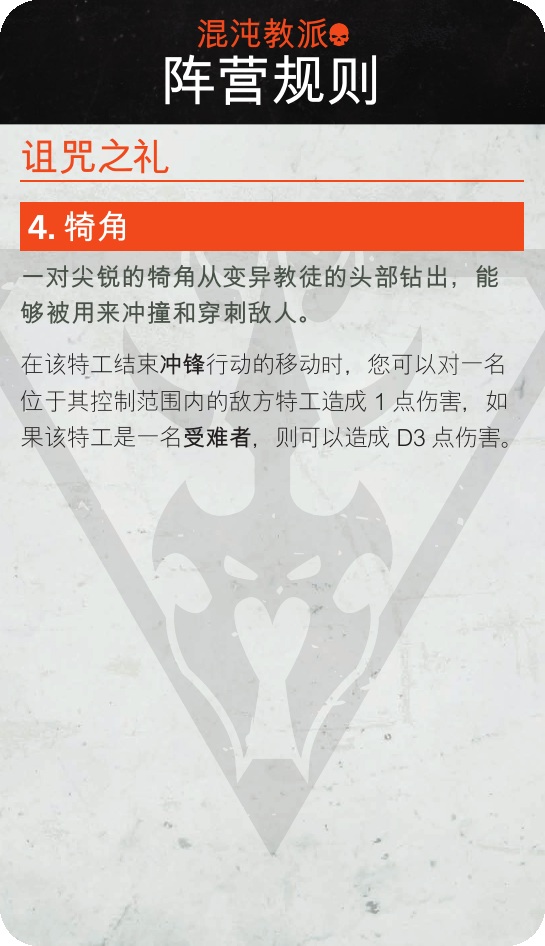 混沌教派
阵营规则
诅咒之礼
4. 犄角
一对尖锐的犄角从变异教徒的头部钻出，能
够被用来冲撞和穿刺敌人。
在该特工结束冲锋行动的移动时，您可以对一名
位于其控制范围内的敌方特工造成 1 点伤害，如
果该特工是一名受难者，则可以造成 D3 点伤害。